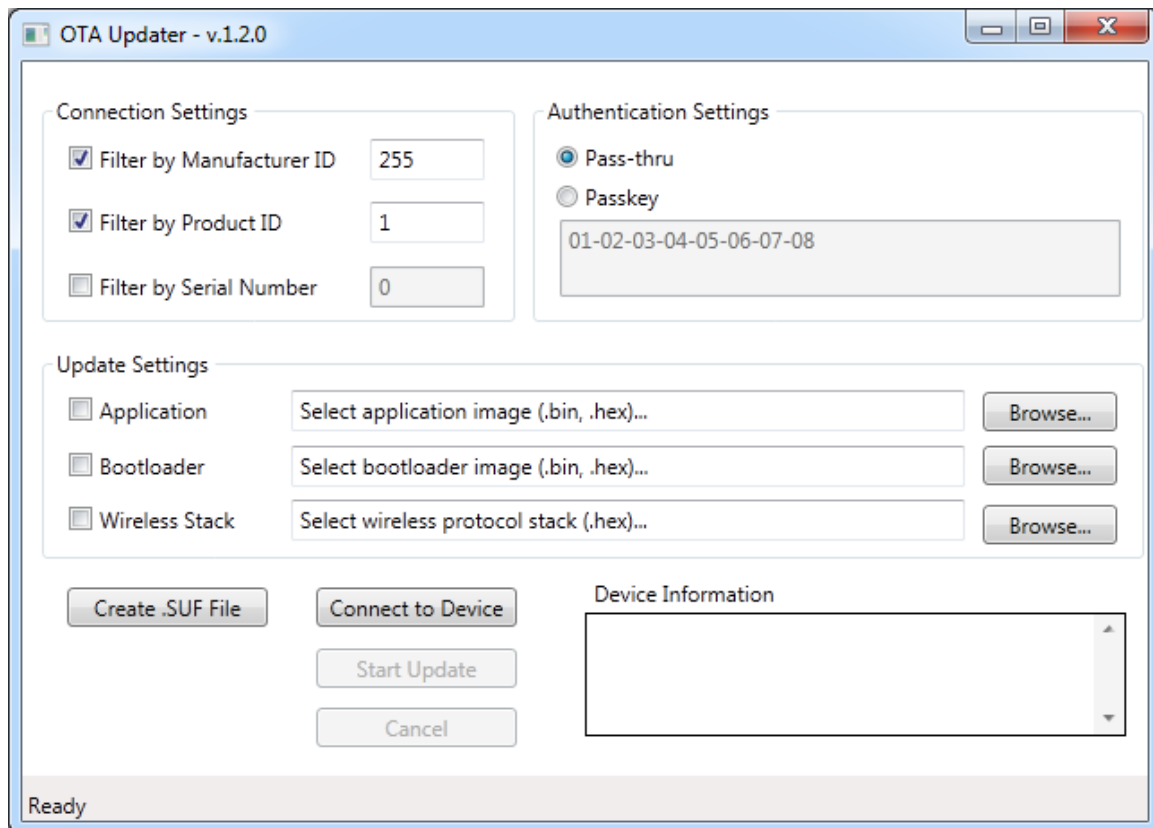 OTA Updater - v.1.2.0
Connection Settings
Filter by Manufacturer ID 255
Filter by Product ID 1
Filter by Serial Number 0
Authentication Settings
Pass-thru
Passkey
01-02-03-04-05-06-07-08
Update Settings
Application Select application image (.bin, .hex)... Browse...
Bootloader Select bootloader image (.bin, .hex)... Browse...
Wireless Stack Select wireless protocol stack (.hex)... Browse...
Create .SUF File Connect to Device
Start Update
Cancel
Device Information
Ready